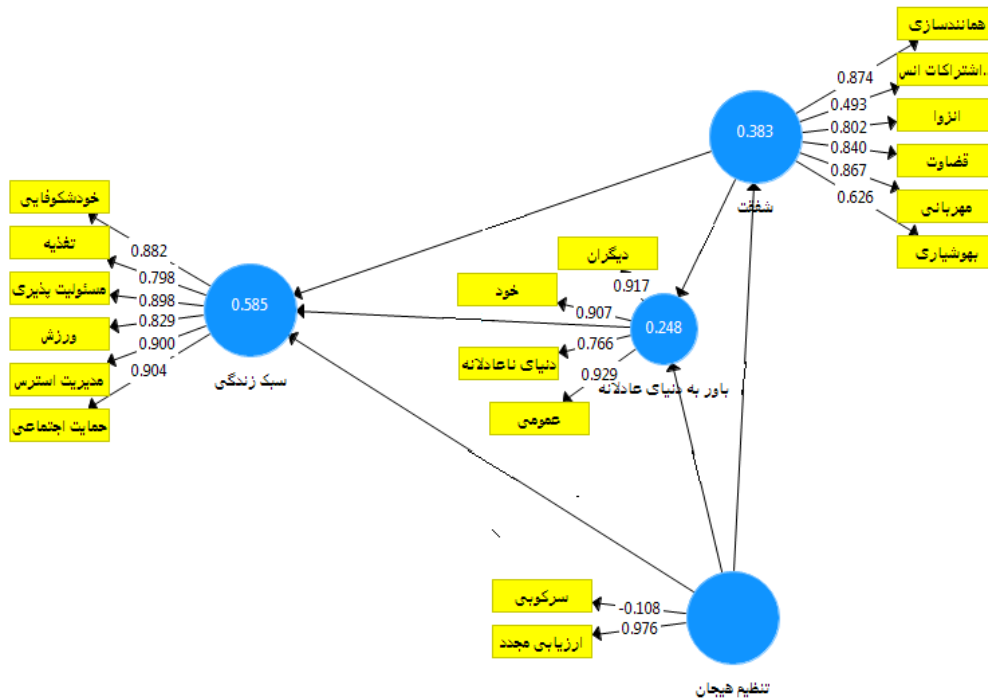 همانندسازی
0.874
اشتراکات انس.
0.493
انزوا
0.802
قضاوت
0.840
مهربانی
0.867
بهوشیاری
0.626
0.383
شفقت
خودشکوفایی
0.882
تغذیه
0.798
مسئولیت پذیری
0.898
ورزش
0.829
مدیریت استرس
0.900
حمایت اجتماعی
0.904
0.585
سبک زندگی
دیگران
0.917
خود
0.907
دنیای ناعادلانه
0.766
عمومی
0.929
0.248
باور به دنیای عادلانه
سرکوبی
-0.108
ارزیابی مجدد
0.976
تنظیم هیجان